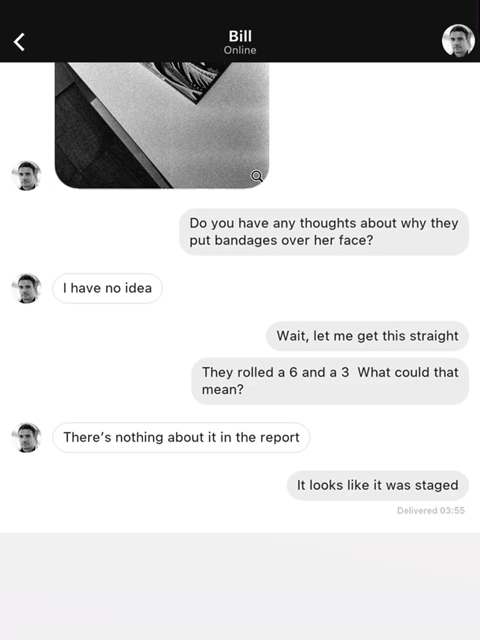 Bill
Online
Do you have any thoughts about why they
put bandages over her face?
I have no idea
Wait, let me get this straight
They rolled a 6 and a 3  What could that
mean?
There's nothing about it in the report
It looks like it was staged
Delivered 03:55